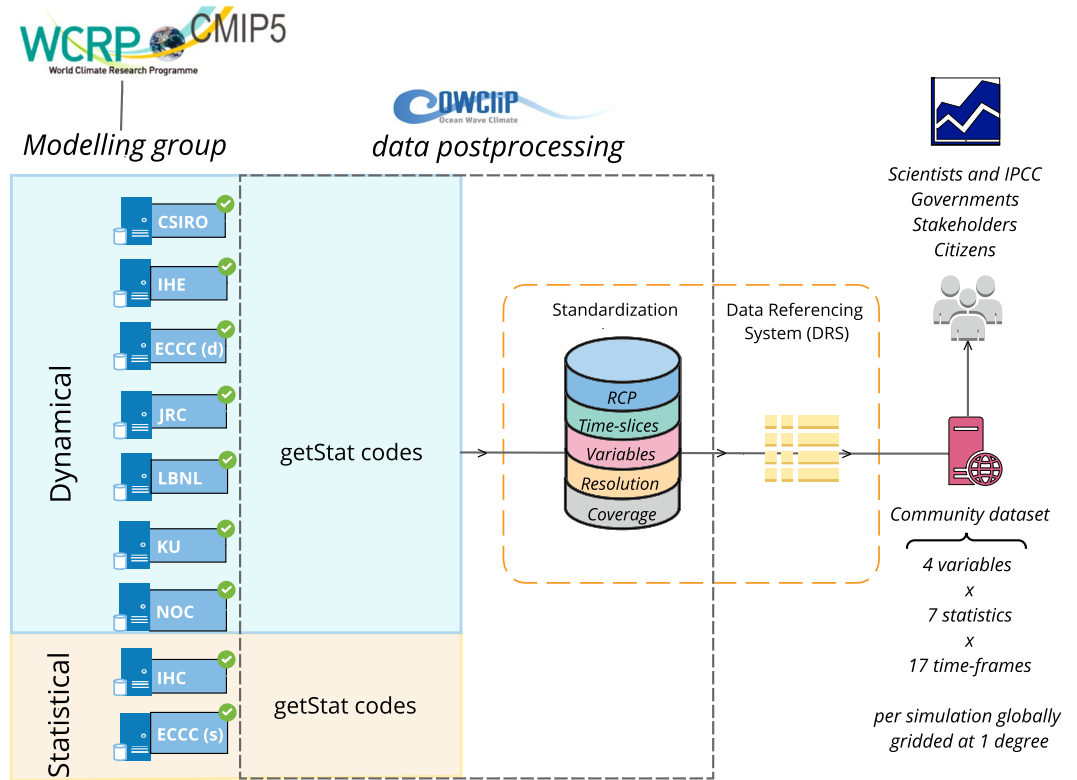 WCRP CMIP5
World Climate Research Programme
Modelling group
COWCLIP
Ocean Wave Climate
data postprocessing
Scientists and IPCC
Governments
Stakeholders
Citizens
Dynamical
CSIRO
IHE
ECCC (d)
JRC
LBNL
KU
NOC
getStat codes
Statistical
IHC
ECCC (s)
getStat codes
Standardization
RCP
Time-slices
Variables
Resolution
Coverage
Data Referencing
System (DRS)
Community dataset
4 variables
x
7 statistics
x
17 time-frames
per simulation globally
gridded at 1 degree